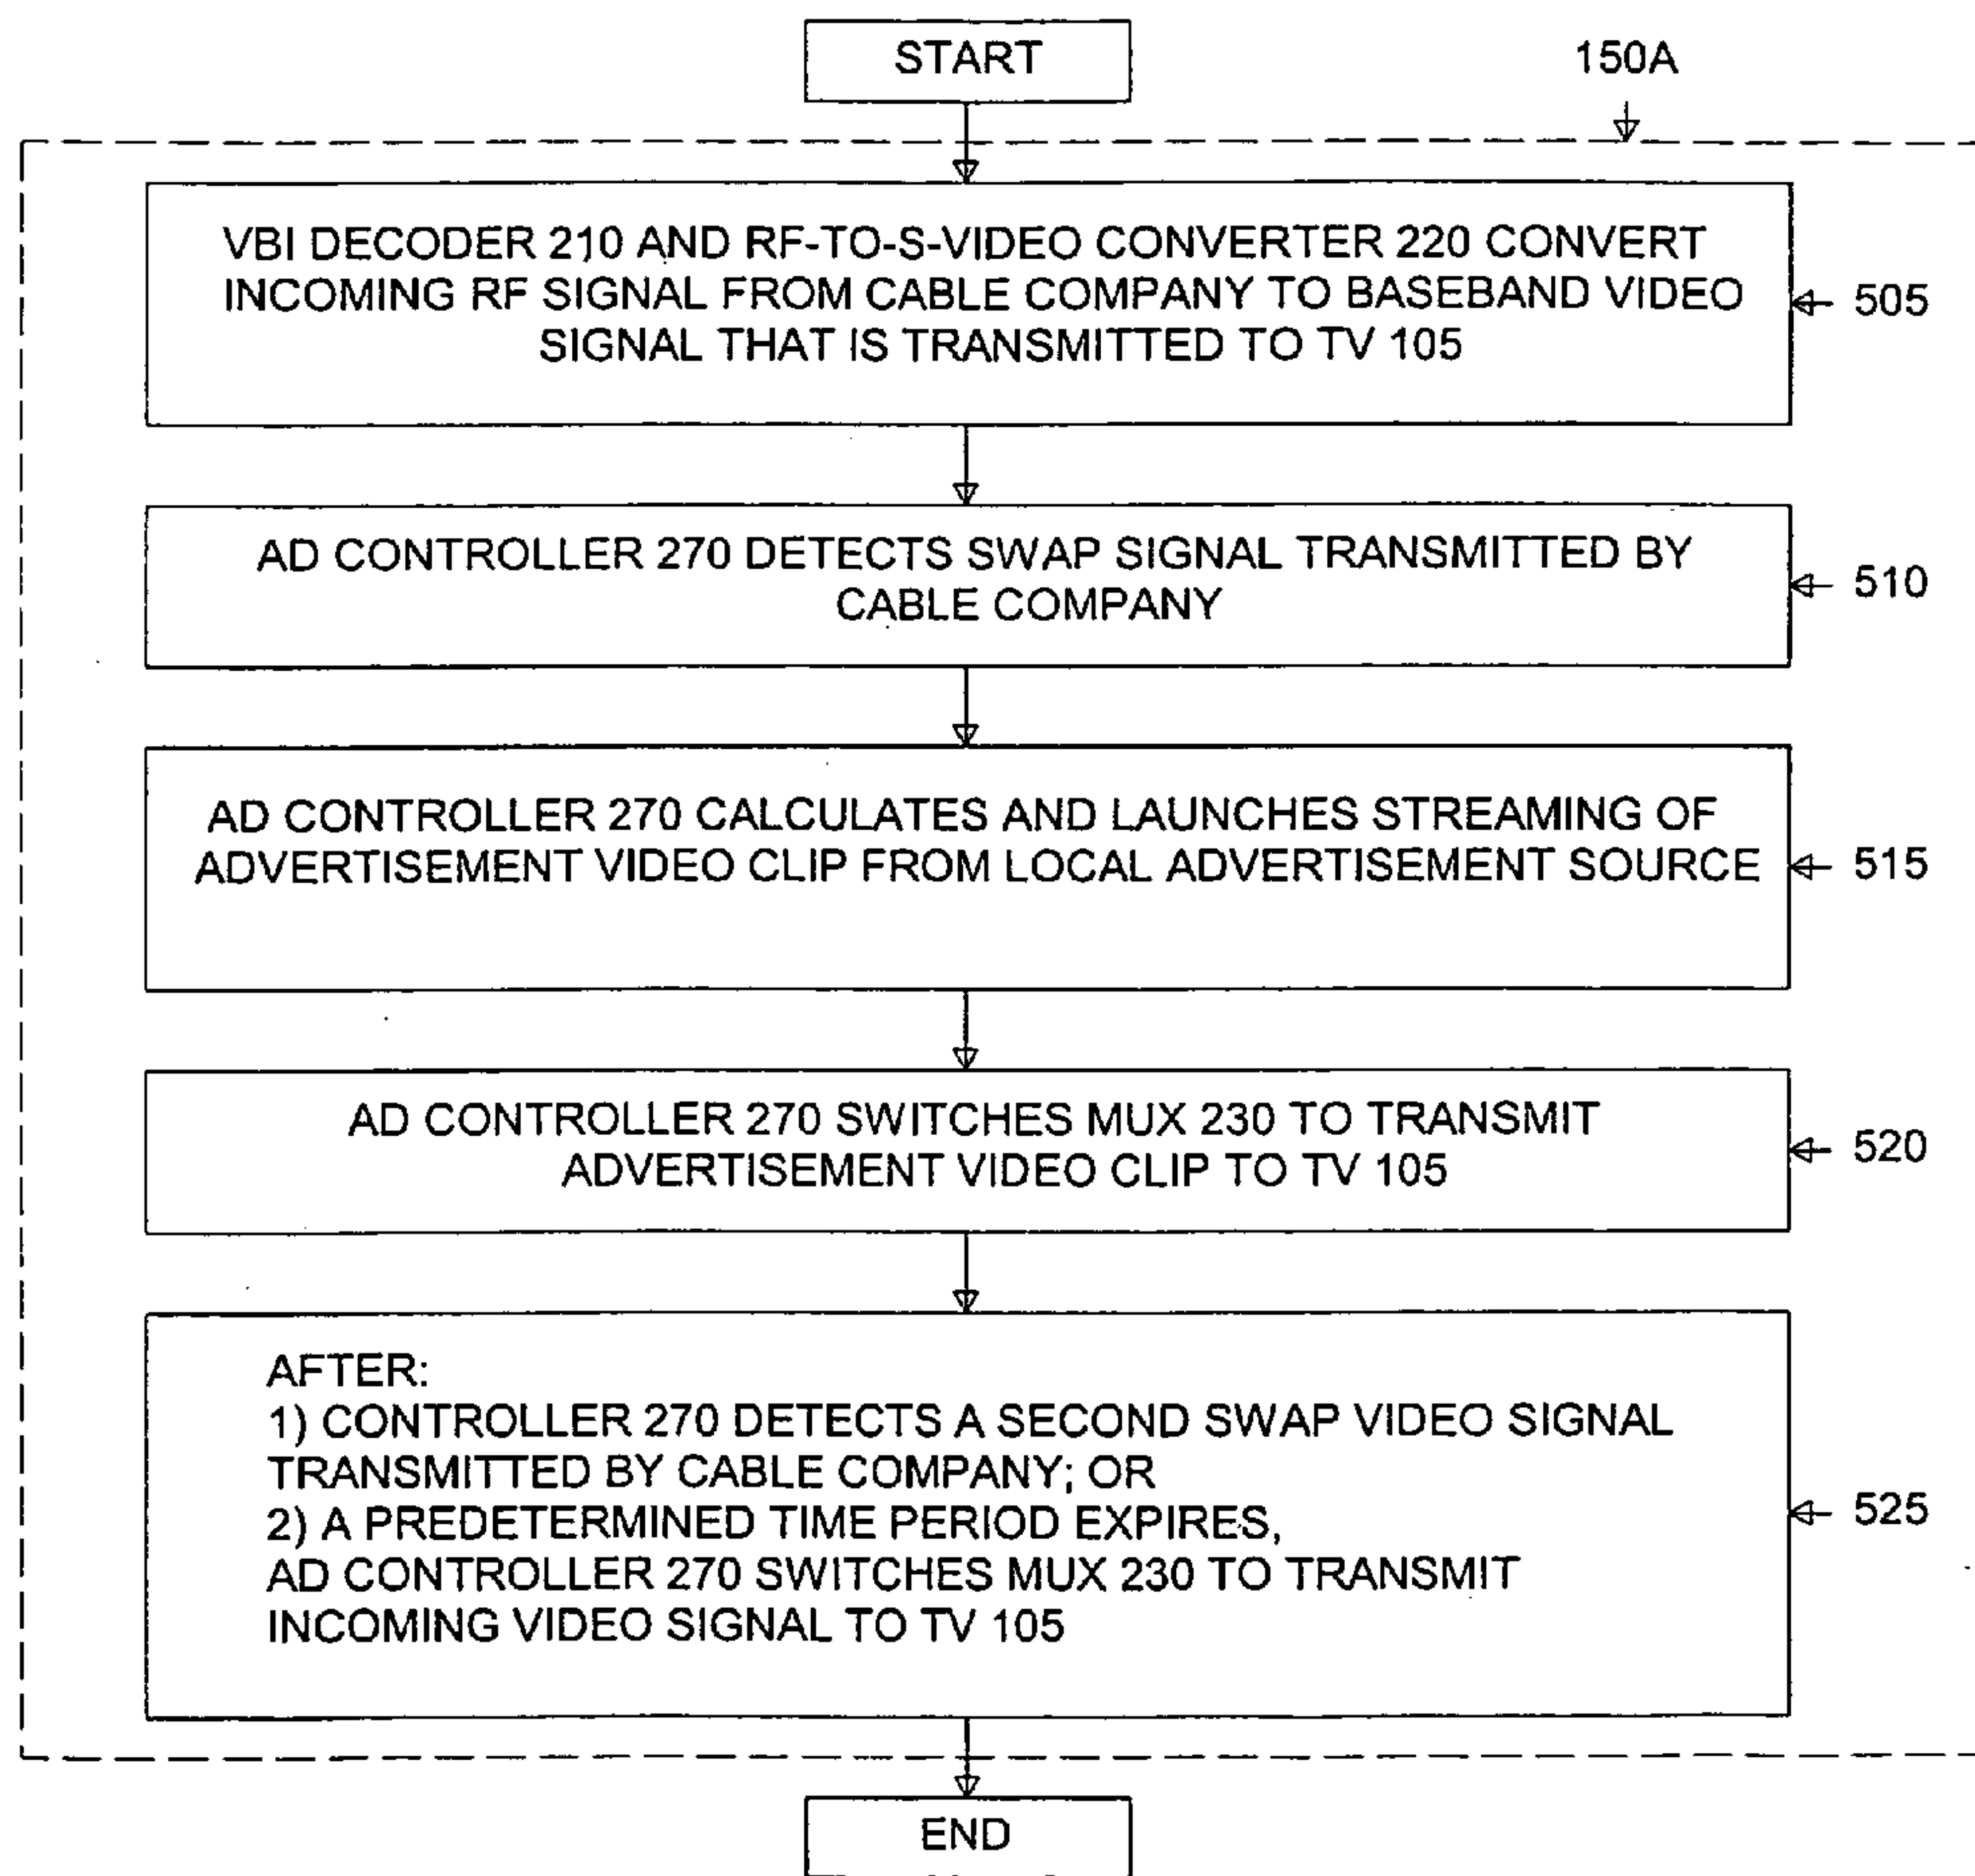 START
150A
VBI DECODER 210 AND RF-TO-S-VIDEO CONVERTER 220 CONVERT
INCOMING RF SIGNAL FROM CABLE COMPANY TO BASEBAND VIDEO
SIGNAL THAT IS TRANSMITTED TO TV 105
505
AD CONTROLLER 270 DETECTS SWAP SIGNAL TRANSMITTED BY
CABLE COMPANY
510
AD CONTROLLER 270 CALCULATES AND LAUNCHES STREAMING OF
ADVERTISEMENT VIDEO CLIP FROM LOCAL ADVERTISEMENT SOURCE
515
AD CONTROLLER 270 SWITCHES MUX 230 TO TRANSMIT
ADVERTISEMENT VIDEO CLIP TO TV 105
520
AFTER:
1) CONTROLLER 270 DETECTS A SECOND SWAP VIDEO SIGNAL
TRANSMITTED BY CABLE COMPANY; OR
2) A PREDETERMINED TIME PERIOD EXPIRES,
AD CONTROLLER 270 SWITCHES MUX 230 TO TRANSMIT
INCOMING VIDEO SIGNAL TO TV 105
525
END